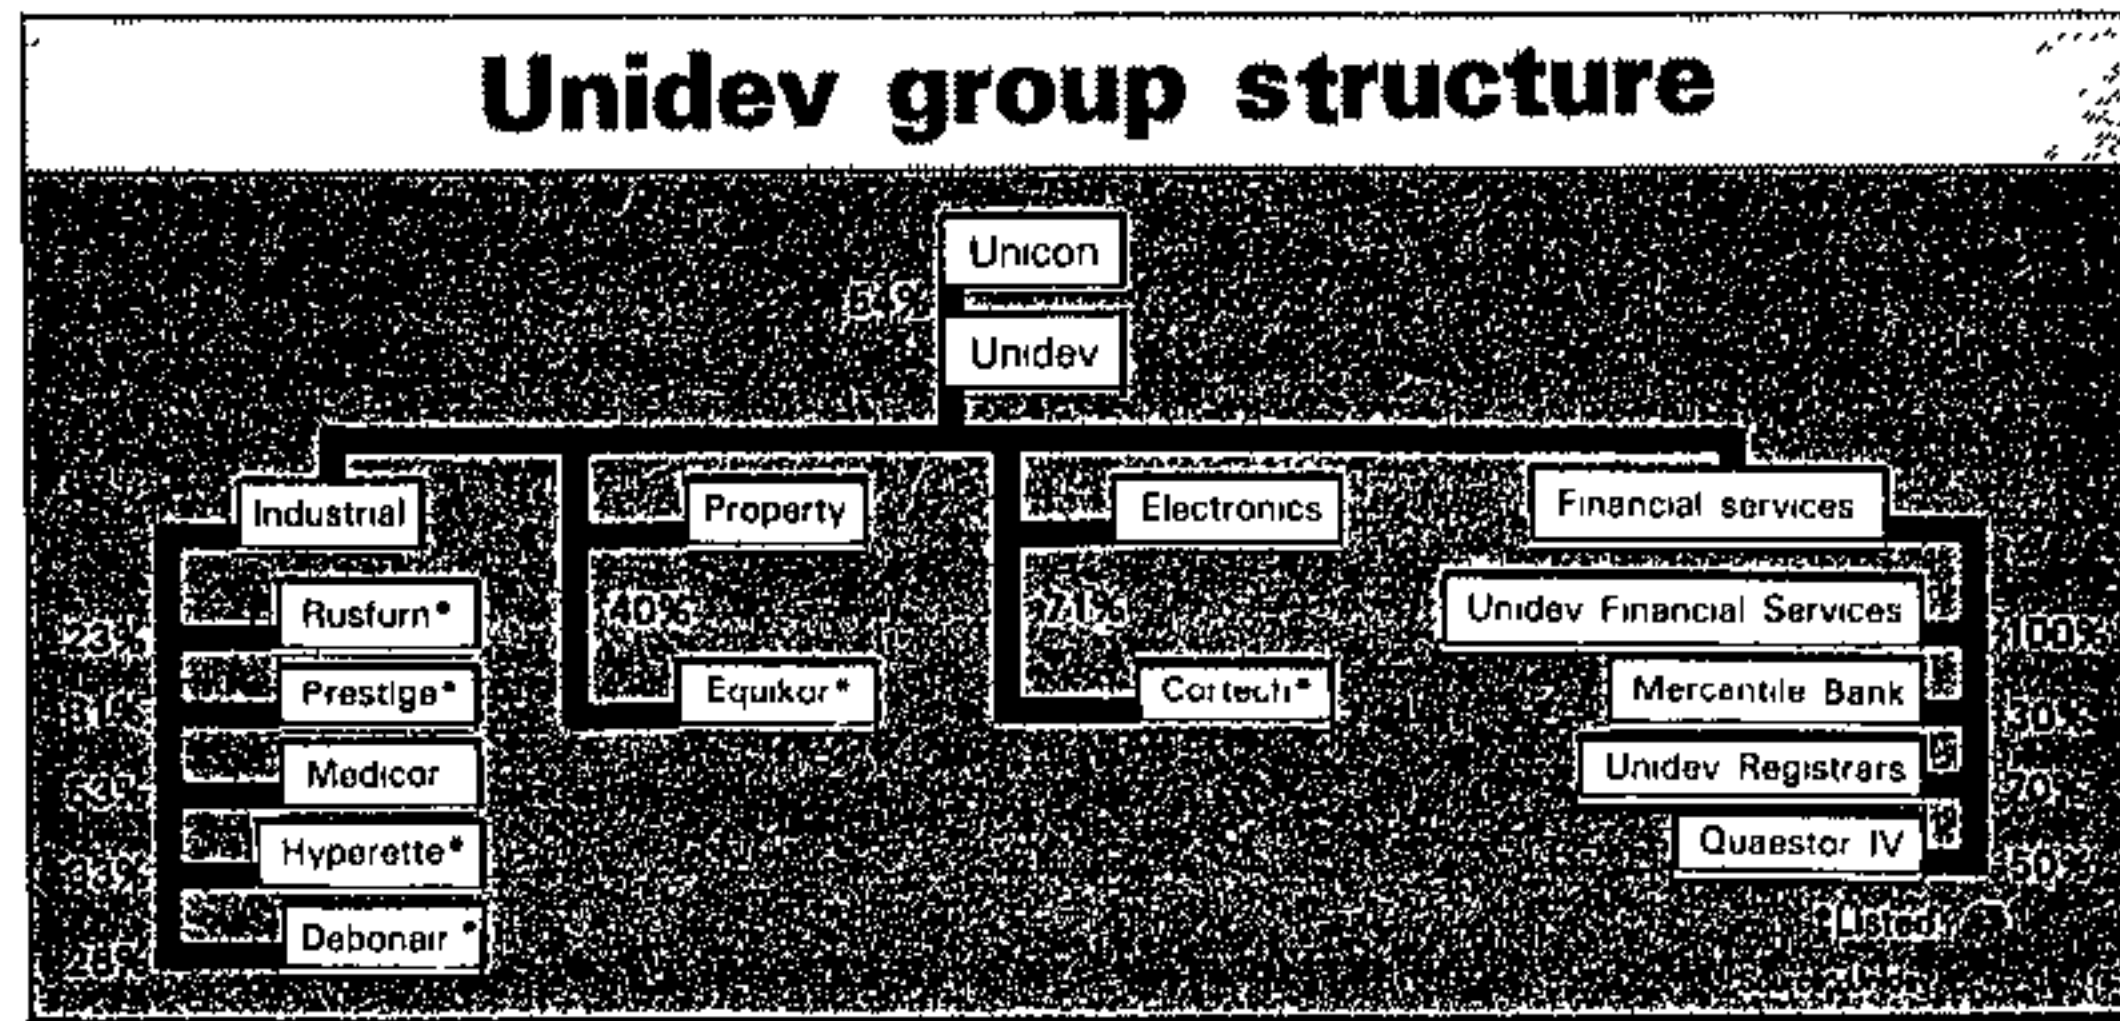 Unidev group structure
Unicon
Unidev
Industrial
Property
Electronics
Financial services
Rusfurn*
23%
Prestige*
Medicor
Hyperette*
Debonair *
40%
Equikor*
71%
Cortech*
Unidev Financial Services
100%
Mercantile Bank
30%
Unidev Registrars
70%
Quaestor IV
50%
*Listed